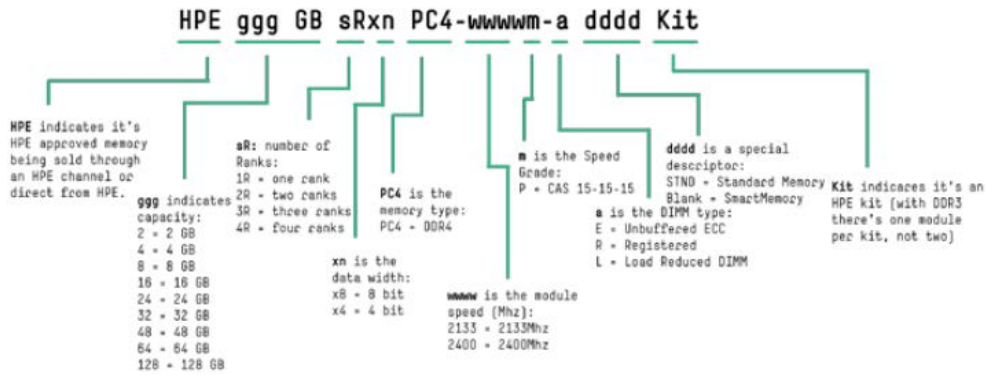 HPE ggg GB sRxn PC4-wwwwm-a dddd Kit
HPE indicates it's
HPE approved memory
being sold through
an HPE channel or
direct from HPE.
ggg indicates
capacity:
2 = 2 GB
4 = 4 GB
8 = 8 GB
16 = 16 GB
24 = 24 GB
32 = 32 GB
48 = 48 GB
64 = 64 GB
128 = 128 GB
sR: number of
Ranks:
1R = one rank
2R = two ranks
3R = three ranks
4R = four ranks
xn is the
data width:
x8 = 8 bit
x4 = 4 bit
PC4 is the
memory type:
PC4 = DDR4
wwww is the module
speed (Mhz):
2133 = 2133Mhz
2400 = 2400Mhz
m is the Speed
Grade:
P = CAS 15-15-15
a is the DIMM type:
E = Unbuffered ECC
R = Registered
L = Load Reduced DIMM
dddd is a special
descriptor:
STND = Standard Memory
Blank = SmartMemory
Kit indicares it's an
HPE kit (with DDR3
there's one module
per kit, not two)